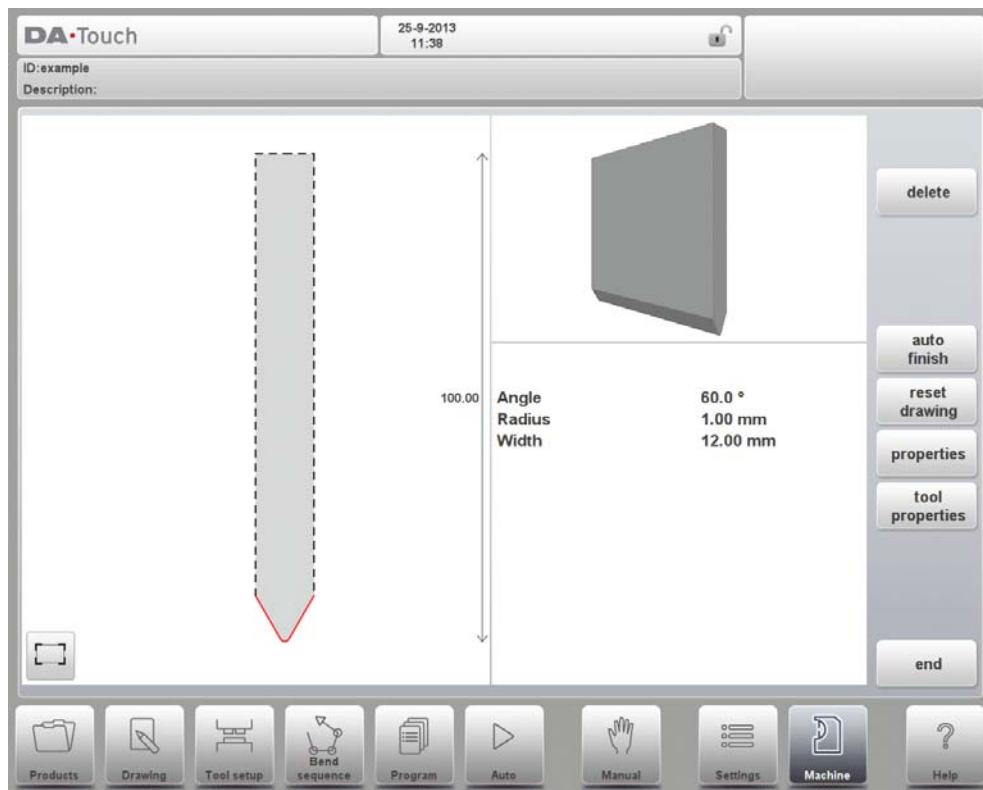 DA•Touch
25-9-2013
11:38
ID:example
Description:
delete
100.00
Angle 60.0 °
Radius 1.00 mm
Width 12.00 mm
auto
finish
reset
drawing
properties
tool
properties
end
Products
Drawing
Tool setup
Bend
sequence
Program
Auto
Manual
Settings
Machine
?
Help